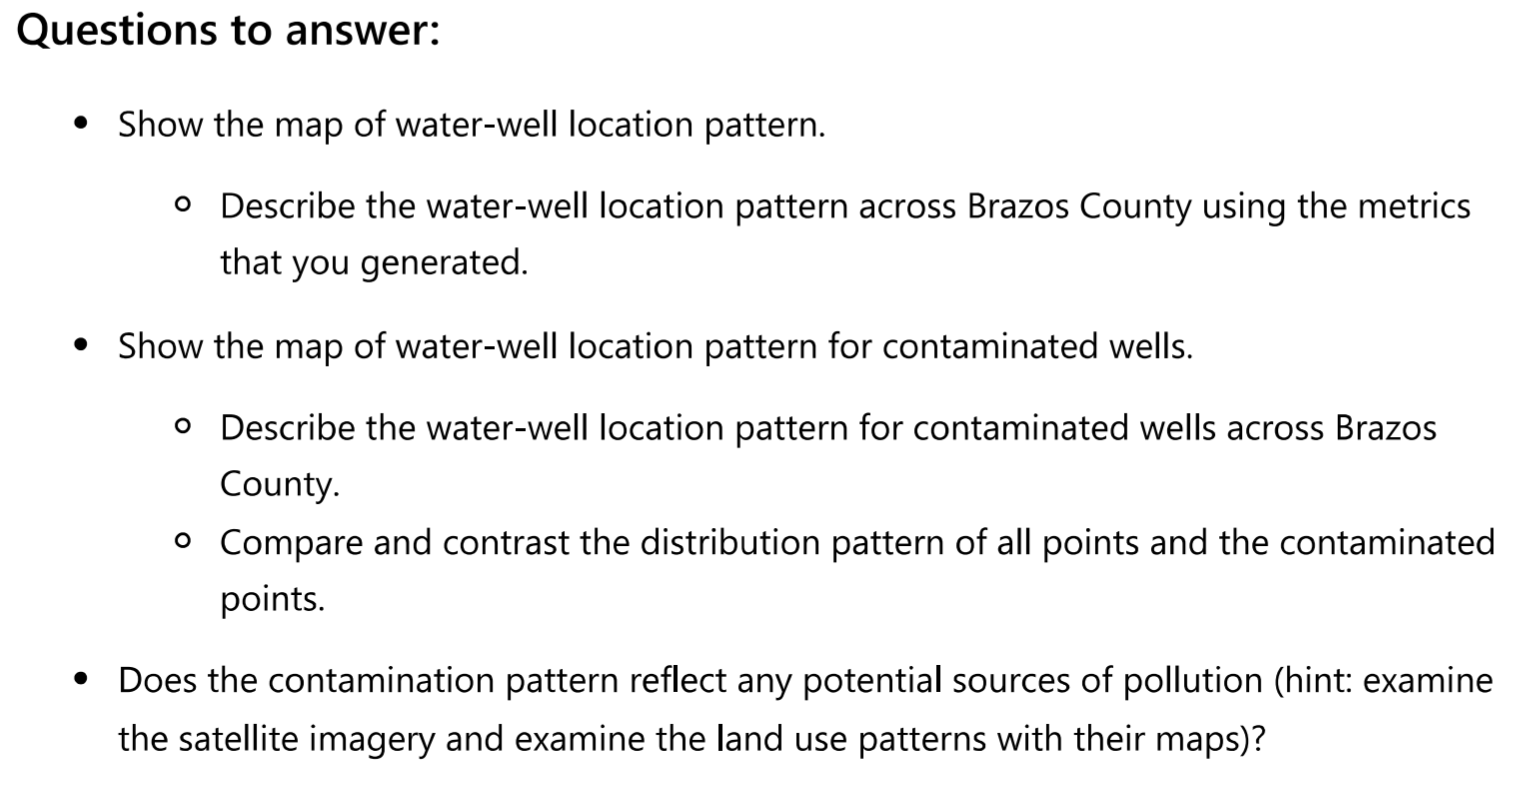 Questions to answer:
• Show the map of water-well location pattern.
○ Describe the water-well location pattern across Brazos County using the metrics
that you generated.
• Show the map of water-well location pattern for contaminated wells.
○ Describe the water-well location pattern for contaminated wells across Brazos
County.
○ Compare and contrast the distribution pattern of all points and the contaminated
points.
• Does the contamination pattern reflect any potential sources of pollution (hint: examine
the satellite imagery and examine the land use patterns with their maps)?